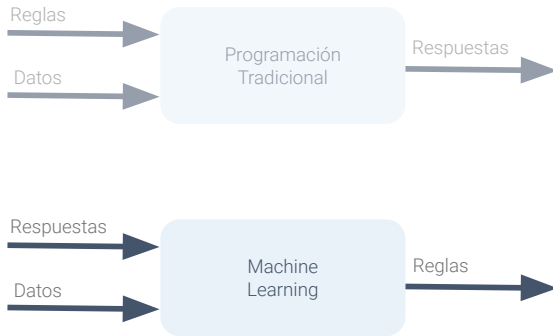 Reglas
Datos
Programación
Tradicional
Respuestas
Respuestas
Datos
Machine
Learning
Reglas